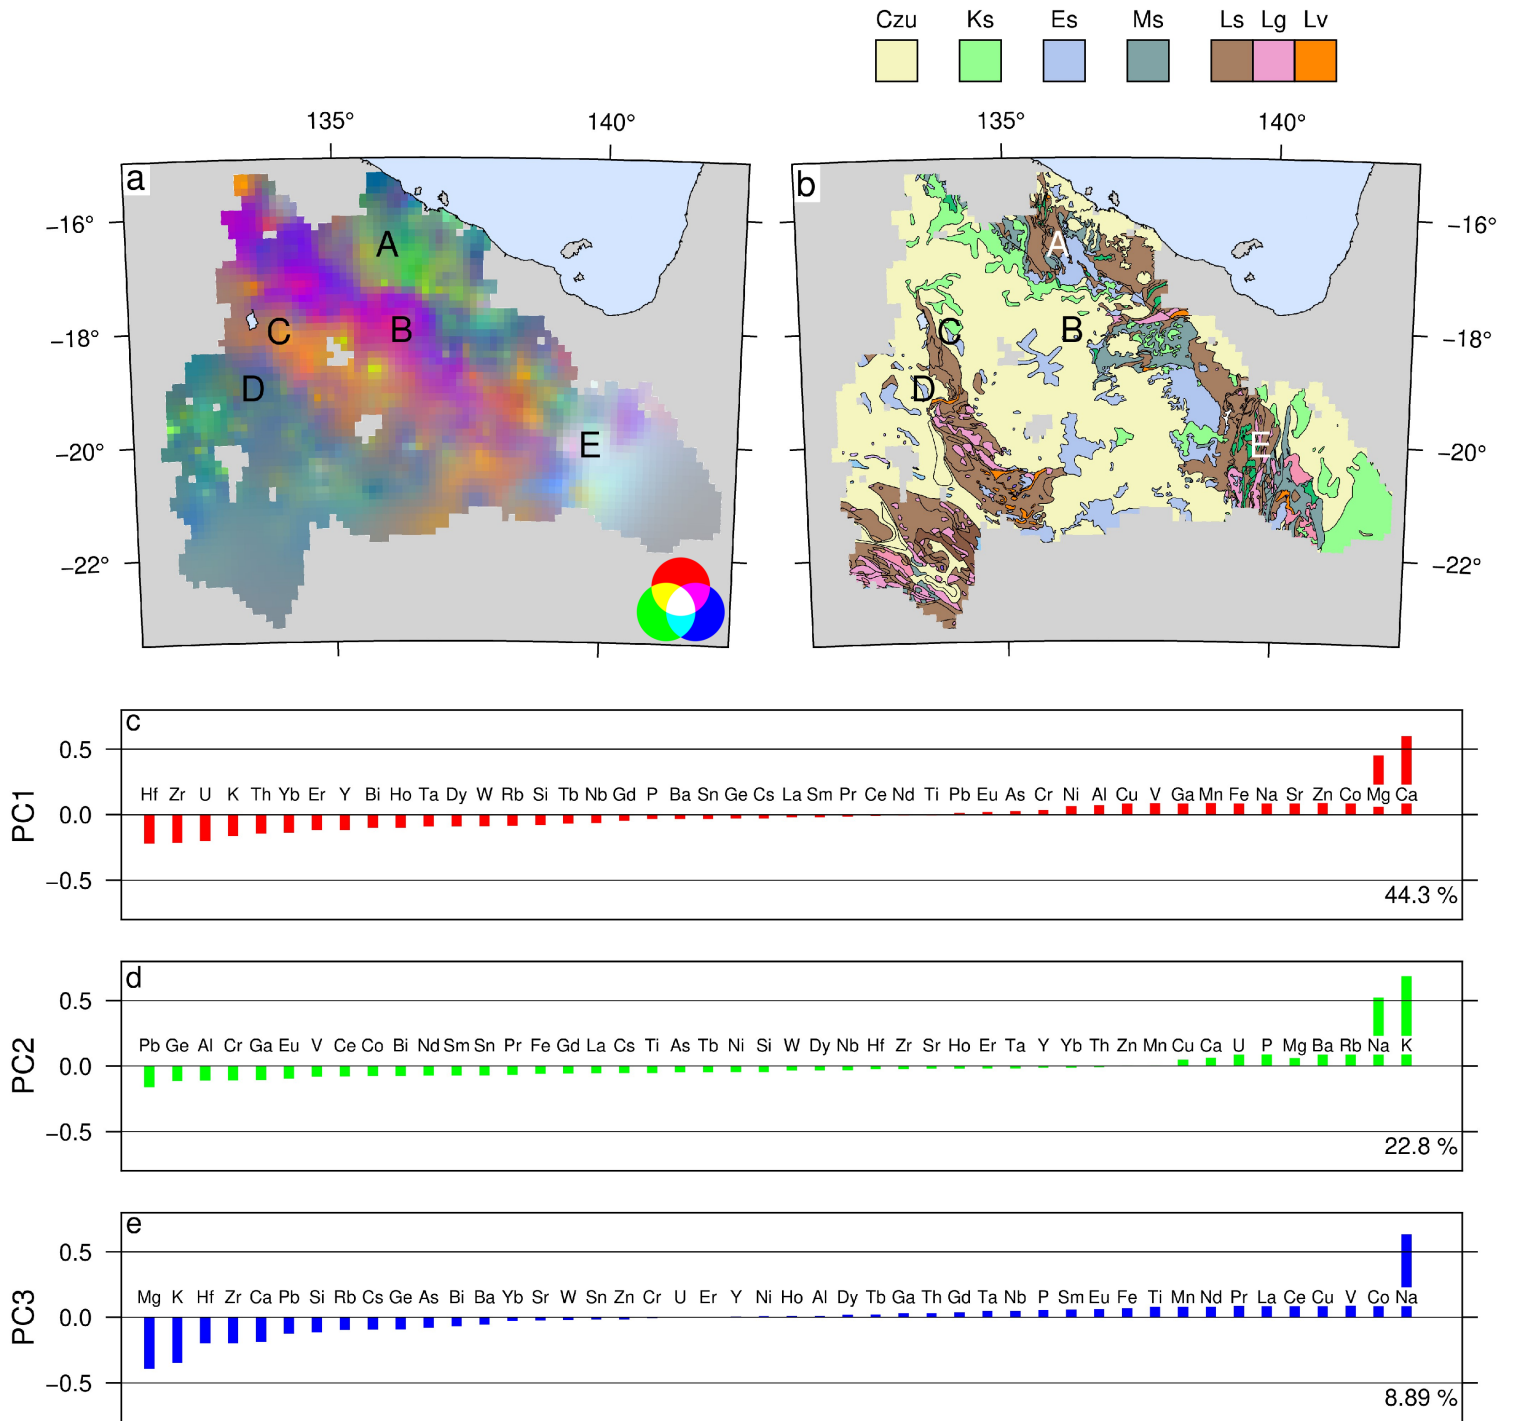 Czu Ks Es Ms Ls Lg Lv
135° 140° 135° 140°
a b
−16° −16°
A A
−18° C B C B −18°
D D
−20° E E −20°
−22° −22°
c
0.5
Hf Zr U K Th Yb Er Y Bi Ho Ta Dy W Rb Si Tb Nb Gd P Ba Sn Ge Cs La Sm Pr Ce Nd Ti Pb Eu As Cr Ni Al Cu V Ga Mn Fe Na Sr Zn Co Mg Ca
PC1
0.0
−0.5
44.3 %
d
0.5
Pb Ge Al Cr Ga Eu V Ce Co Bi Nd Sm Sn Pr Fe Gd La Cs Ti As Tb Ni Si W Dy Nb Hf Zr Sr Ho Er Ta Y Yb Th Zn Mn Cu Ca U P Mg Ba Rb Na K
PC2
0.0
−0.5
22.8 %
e
0.5
Mg K Hf Zr Ca Pb Si Rb Cs Ge As Bi Ba Yb Sr W Sn Zn Cr U Er Y Ni Ho Al Dy Tb Ga Th Gd Ta Nb P Sm Eu Fe Ti Mn Nd Pr La Ce Cu V Co Na
PC3
0.0
−0.5
8.89 %